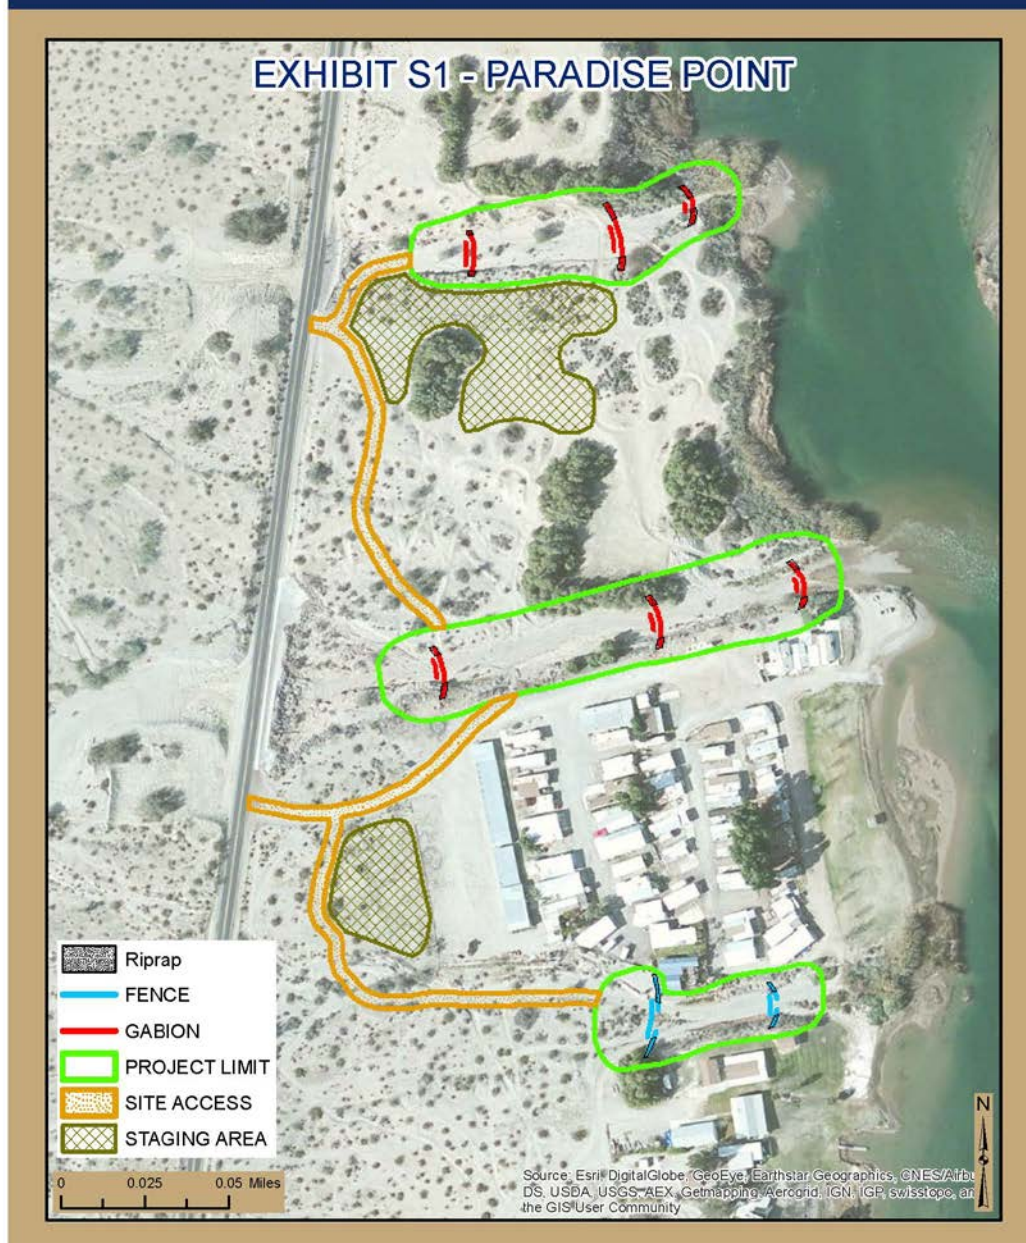 EXHIBIT S1 - PARADISE POINT
Riprap
FENCE
GABION
PROJECT LIMIT
SITE ACCESS
STAGING AREA
N
0 0.025 0.05 Miles
Source: Esri, DigitalGlobe, GeoEye, Earthstar Geographics, CNES/Airbu
DS, USDA, USGS, AEX, Getmapping, Aerogrid, IGN, IGP, swisstopo, an
the GIS User Community